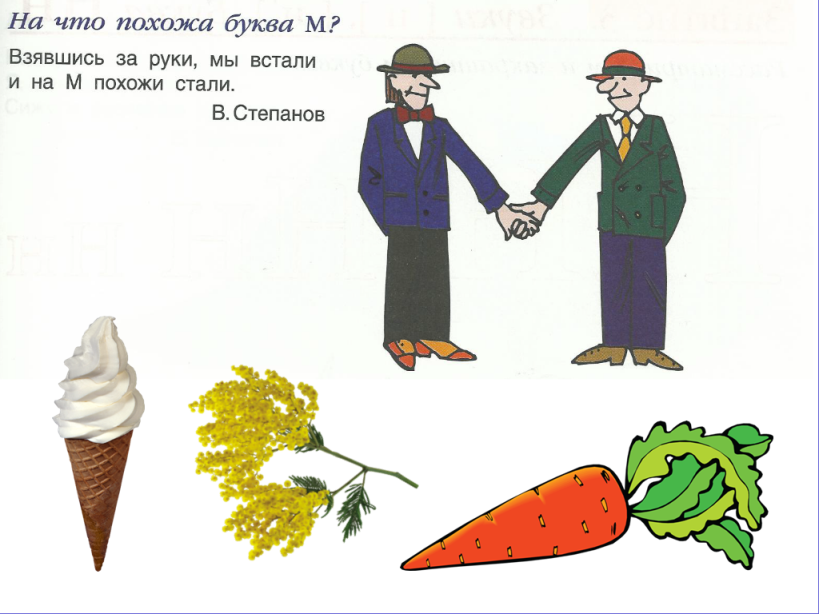 На что похожа буква М?
Взявшись за руки, мы встали
и на М похожи стали.
В. Степанов